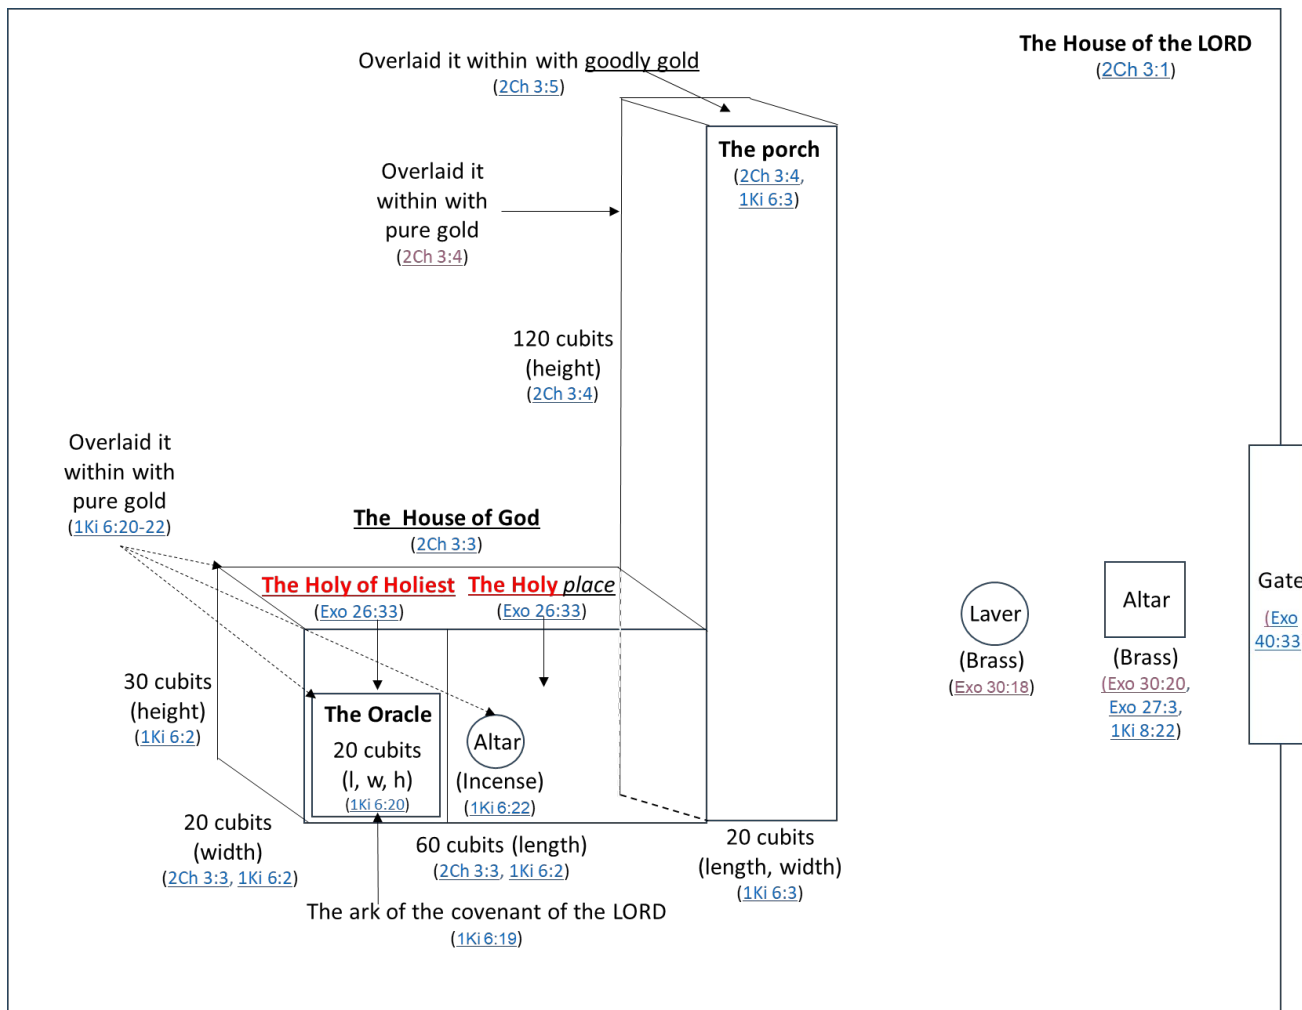 The House of the LORD
(2Ch 3:1)
Overlaid it within with goodly gold
(2Ch 3:5)
The porch
(2Ch 3:4,
1Ki 6:3)
Overlaid it
within with
pure gold
(2Ch 3:4)
120 cubits
(height)
(2Ch 3:4)
Overlaid it
within with
pure gold
(1Ki 6:20-22)
The  House of God
(2Ch 3:3)
The Holy of Holiest
(Exo 26:33)
The Holy place
(Exo 26:33)
30 cubits
(height)
(1Ki 6:2)
The Oracle
20 cubits
(l, w, h)
(1Ki 6:20)
Altar
(Incense)
(1Ki 6:22)
20 cubits
(width)
(2Ch 3:3, 1Ki 6:2)
60 cubits (length)
(2Ch 3:3, 1Ki 6:2)
20 cubits
(length, width)
(1Ki 6:3)
The ark of the covenant of the LORD
(1Ki 6:19)
Laver
(Brass)
(Exo 30:18)
Altar
(Brass)
(Exo 30:20,
Exo 27:3,
1Ki 8:22)
Gate
(Exo
40:33